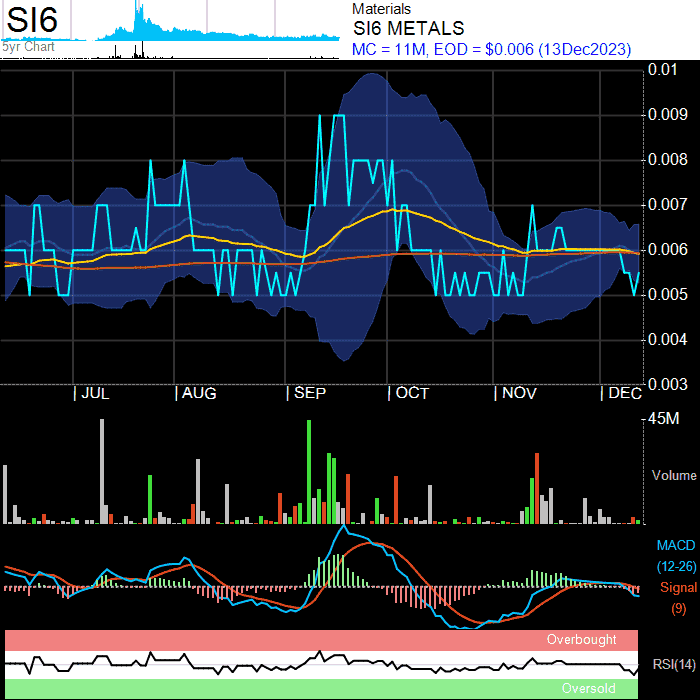 SI6
5yr Chart
Materials
SI6 METALS
MC = 11M, EOD = $0.006 (13Dec2023)
0.01
0.009
0.008
0.007
0.006
0.005
0.004
0.003
JUL AUG SEP OCT NOV DEC
45M
Volume
MACD
(12-26)
Signal
(9)
Overbought
RSI(14)
Oversold